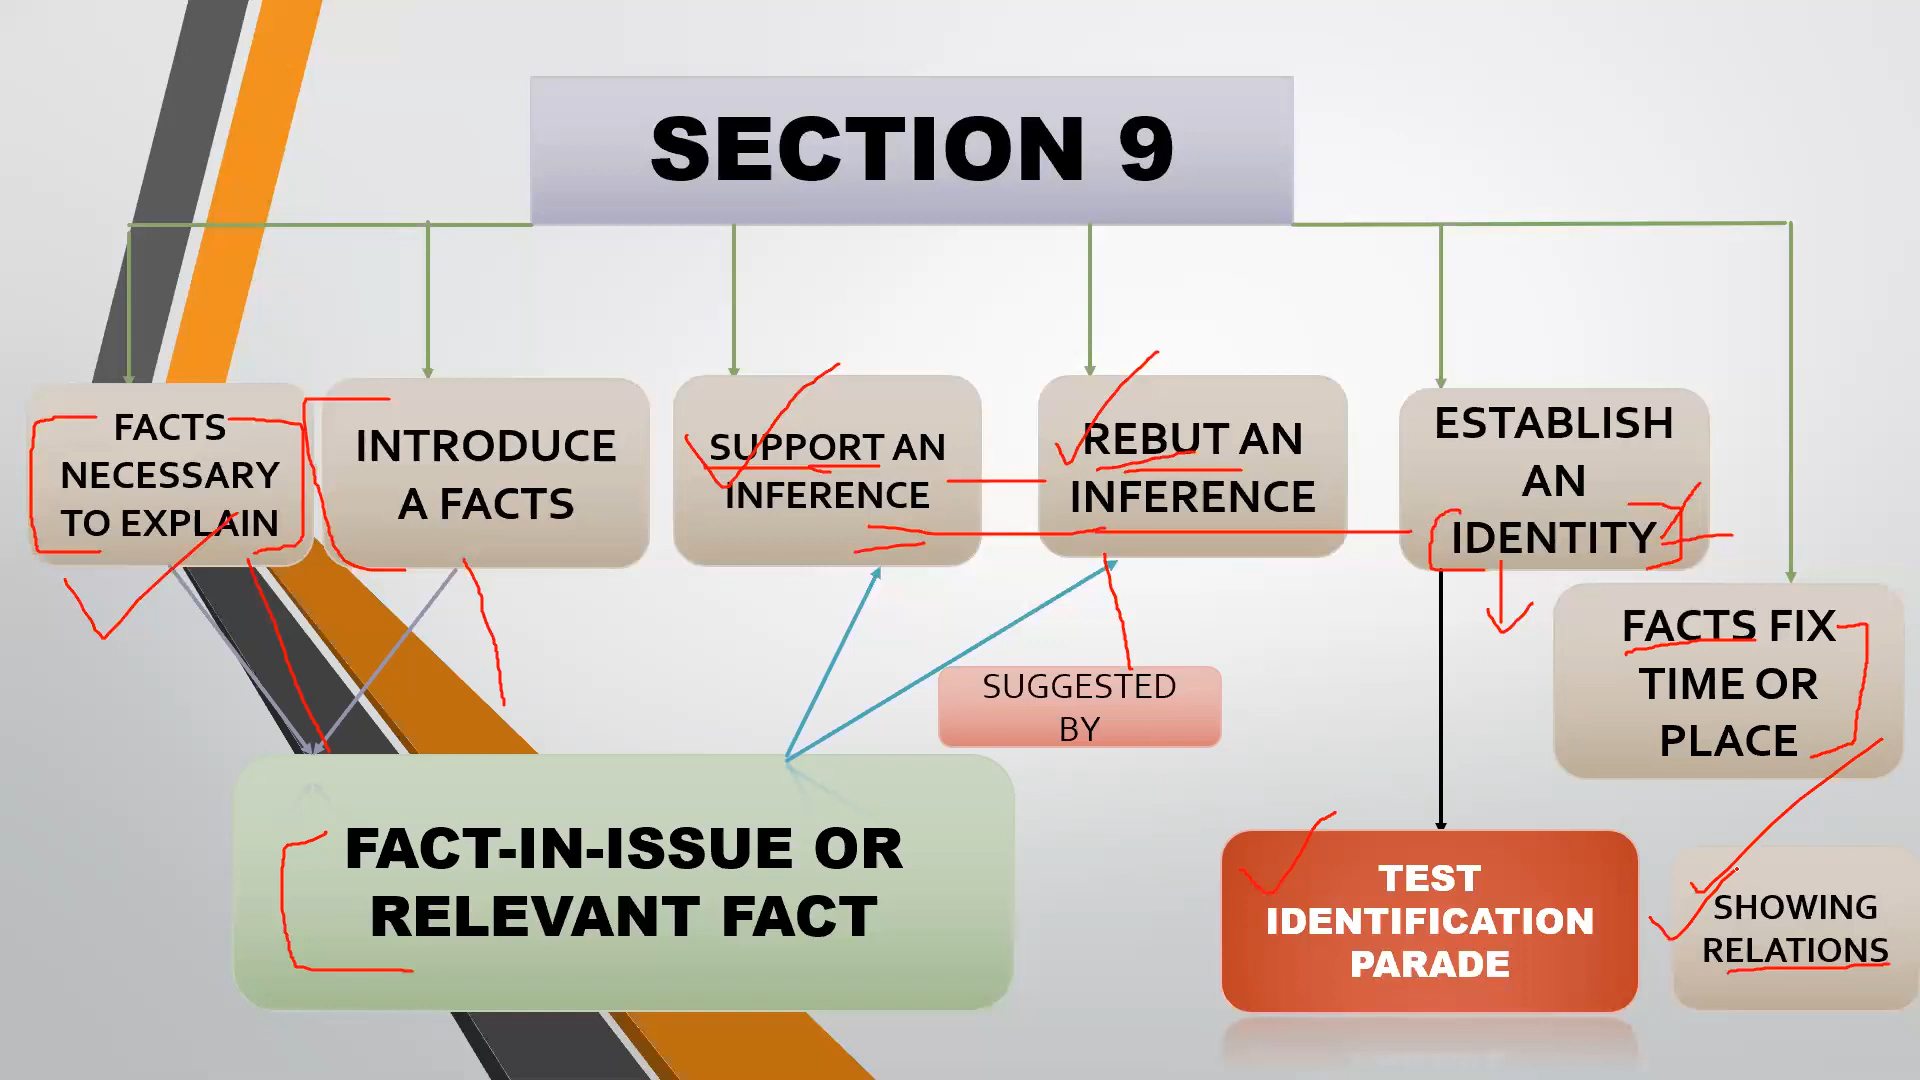 SECTION 9
FACTS
NECESSARY
TO EXPLAIN
INTRODUCE
A FACTS
SUPPORT AN
INFERENCE
REBUT AN
INFERENCE
ESTABLISH
AN
IDENTITY
FACTS FIX
TIME OR
PLACE
SUGGESTED
BY
FACT-IN-ISSUE OR
RELEVANT FACT
TEST
IDENTIFICATION
PARADE
SHOWING
RELATIONS